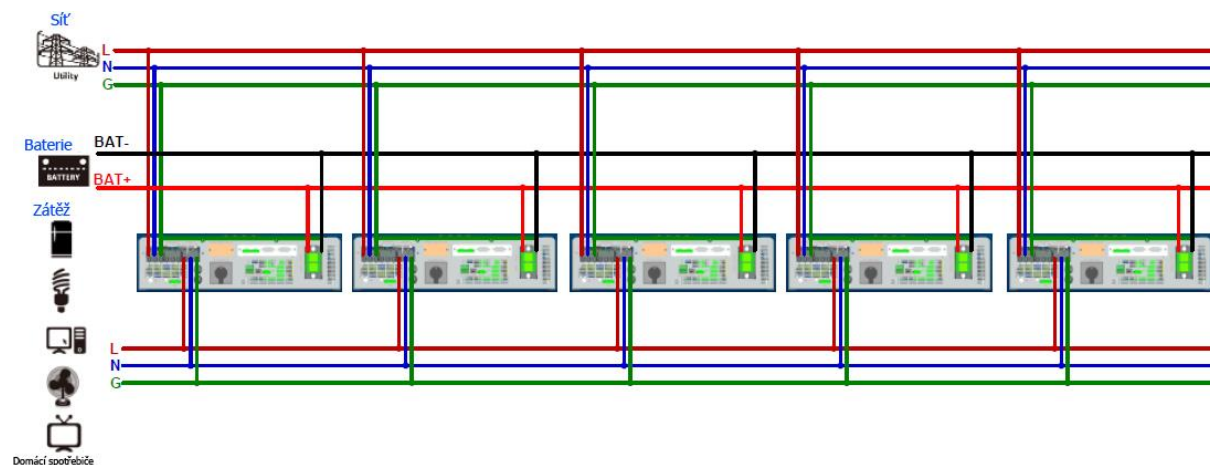 Síť
Utility
L
N
G
Baterie
BAT-
BATTERY
BAT+
Zátěž
L
N
G
Domácí spotřebiče